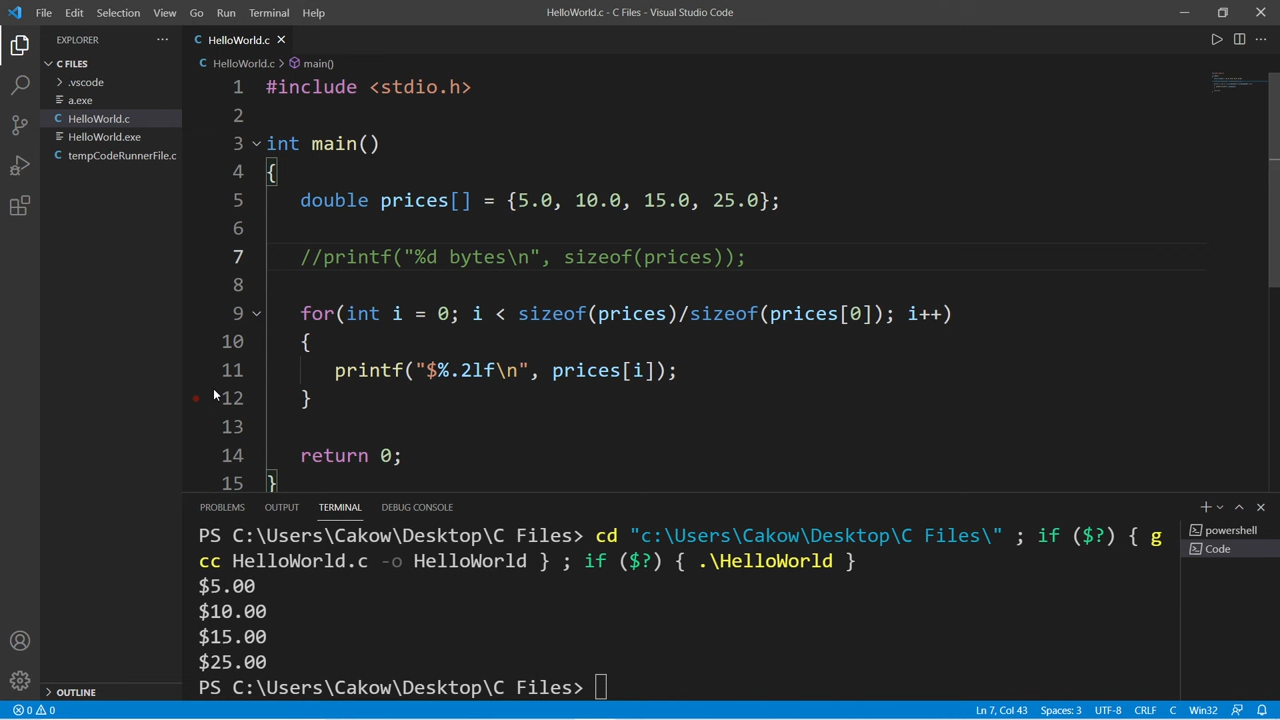 File Edit Selection View Go Run Terminal Help HelloWorld.c - C Files - Visual Studio Code
EXPLORER
C FILES
.vscode
a.exe
HelloWorld.c
HelloWorld.exe
tempCodeRunnerFile.c
OUTLINE
HelloWorld.c
HelloWorld.c > main()
1 #include <stdio.h>
2
3 int main()
4 {
5 double prices[] = {5.0, 10.0, 15.0, 25.0};
6
7 //printf("%d bytes\n", sizeof(prices));
8
9 for(int i = 0; i < sizeof(prices)/sizeof(prices[0]); i++)
10 {
11 printf("$%.2lf\n", prices[i]);
12 }
13
14 return 0;
15 }
PROBLEMS OUTPUT TERMINAL DEBUG CONSOLE
PS C:\Users\Cakow\Desktop\C Files> cd "c:\Users\Cakow\Desktop\C Files\" ; if ($?) { g
cc HelloWorld.c -o HelloWorld } ; if ($?) { .\HelloWorld }
$5.00
$10.00
$15.00
$25.00
PS C:\Users\Cakow\Desktop\C Files>
powershell
Code
0 0 Ln 7, Col 43 Spaces: 3 UTF-8 CRLF C Win32